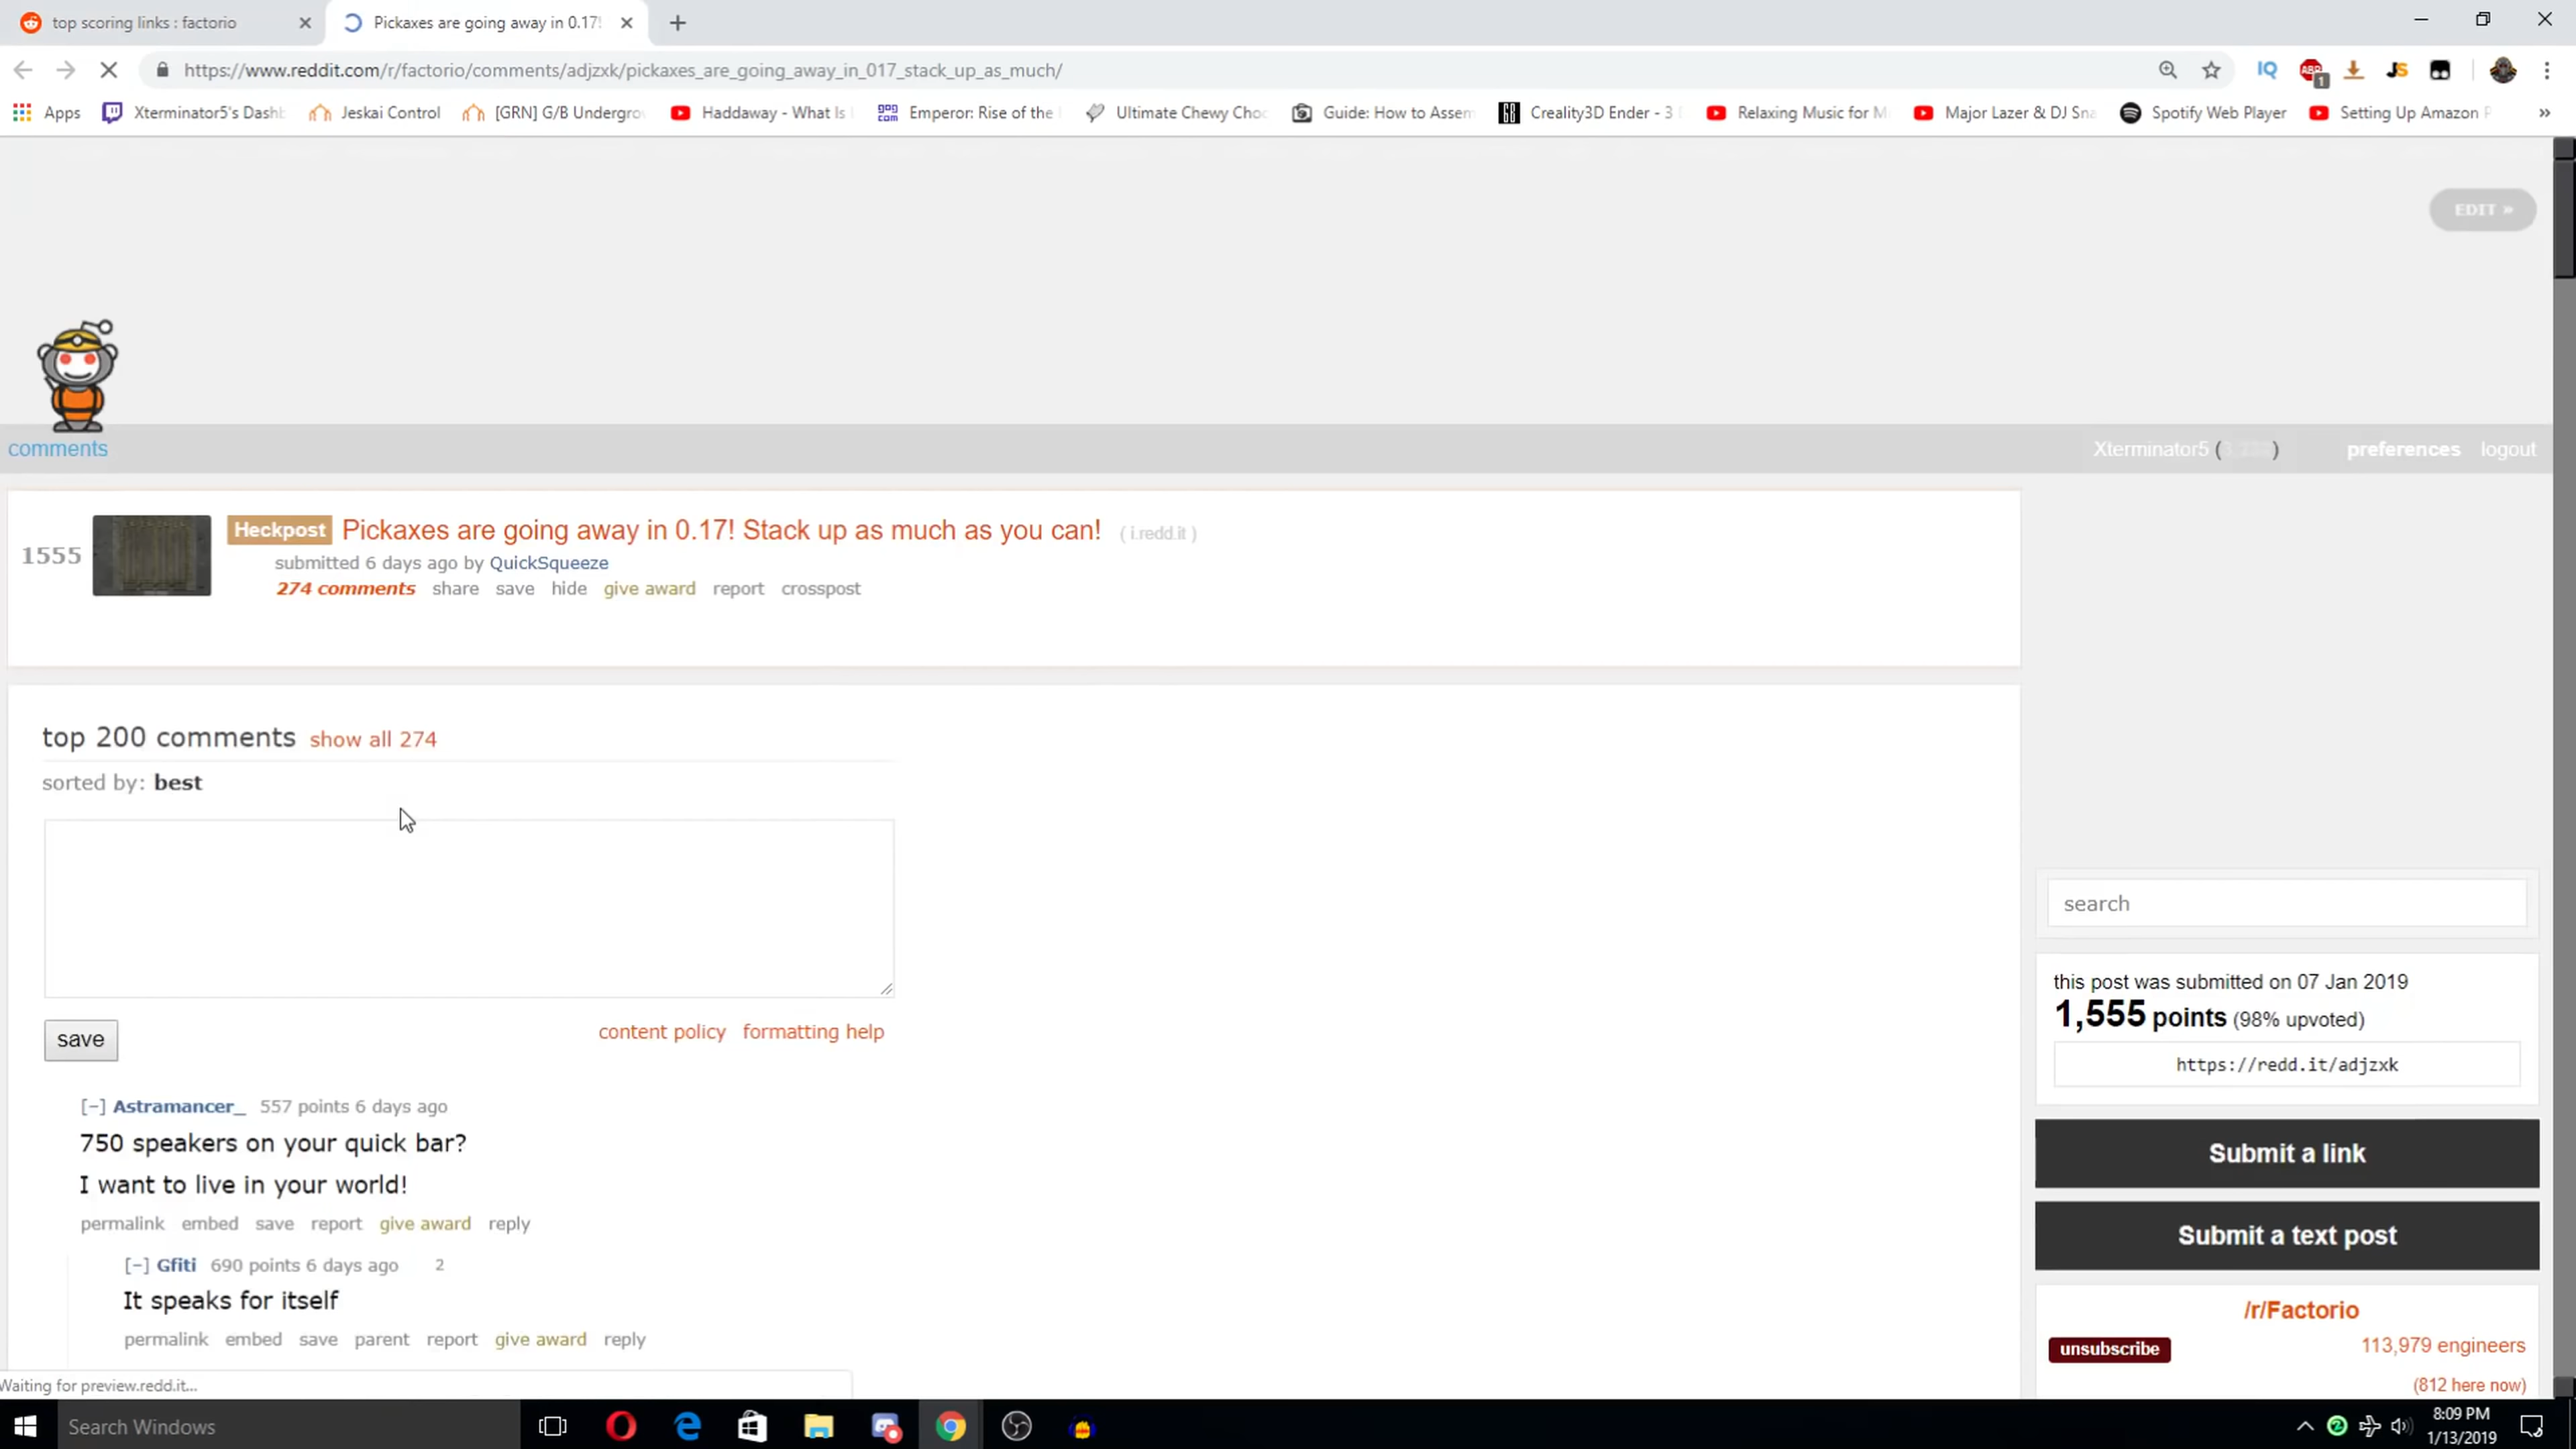 top scoring links : factorio
Pickaxes are going away in 0.17!
https://www.reddit.com/r/factorio/comments/adjzxk/pickaxes_are_going_away_in_017_stack_up_as_much/
IQ
ABP
1
JS
Apps
Xterminator5's Dashb
Jeskai Control
[GRN] G/B Undergro
Haddaway - What Is
gog.com
Emperor: Rise of the
Ultimate Chewy Choc
Guide: How to Assem
Creality3D Ender - 3
Relaxing Music for M
Major Lazer & DJ Sna
Spotify Web Player
Setting Up Amazon
»
EDIT »
comments
Xterminator5 ( )
preferences
logout
1555
Heckpost Pickaxes are going away in 0.17! Stack up as much as you can! ( i.redd.it )
submitted 6 days ago by QuickSqueeze
274 comments share save hide give award report crosspost
top 200 comments show all 274
sorted by: best
save
content policy formatting help
[–] Astramancer_ 557 points 6 days ago
750 speakers on your quick bar?
I want to live in your world!
permalink embed save report give award reply
[–] Gfiti 690 points 6 days ago 2
It speaks for itself
permalink embed save parent report give award reply
search
this post was submitted on 07 Jan 2019
1,555 points (98% upvoted)
https://redd.it/adjzxk
Submit a link
Submit a text post
/r/Factorio
unsubscribe 113,979 engineers
(812 here now)
Waiting for preview.redd.it...
Search Windows
8:09 PM
1/13/2019